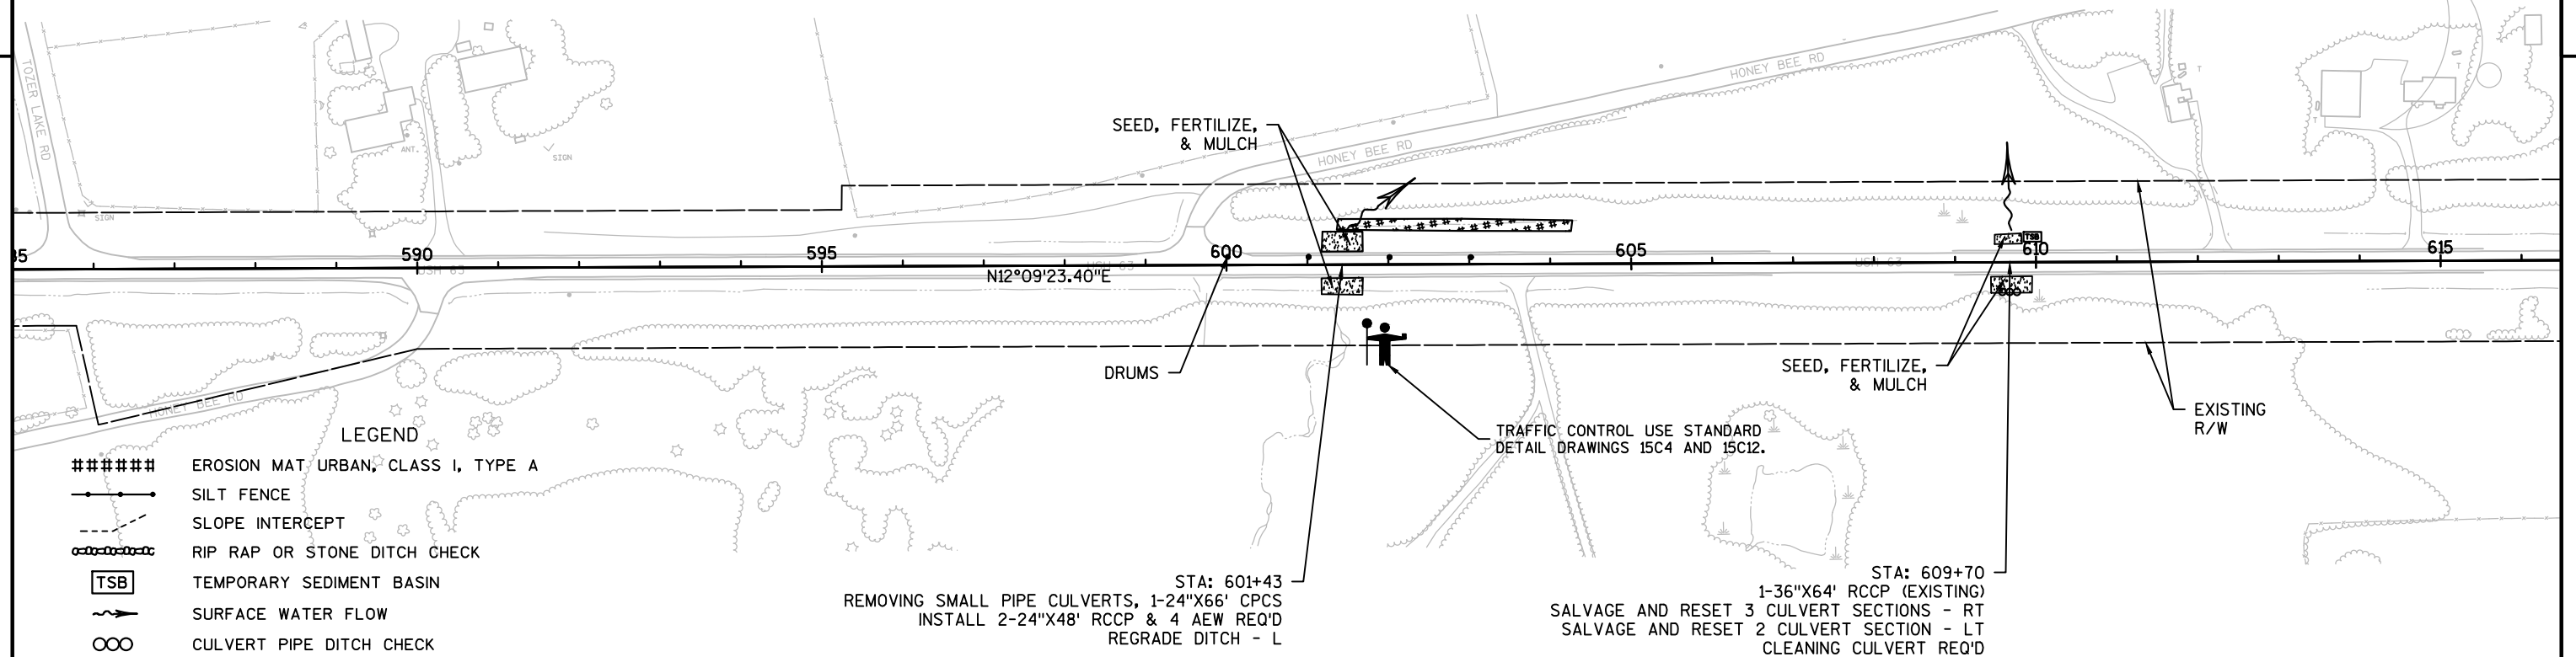 TOZER LAKE RD
SIGN
ANT.
SIGN
SEED, FERTILIZE,
& MULCH
HONEY BEE RD
HONEY BEE RD
T
T
T
85
590
595
600
605
610
615
USH 63
USH 63
USH 63
N12°09'23.40"E
TSB
DRUMS
SEED, FERTILIZE,
& MULCH
EXISTING
R/W
HONEY BEE RD
TRAFFIC CONTROL USE STANDARD
DETAIL DRAWINGS 15C4 AND 15C12.
LEGEND
EROSION MAT URBAN, CLASS I, TYPE A
SILT FENCE
SLOPE INTERCEPT
RIP RAP OR STONE DITCH CHECK
TSB TEMPORARY SEDIMENT BASIN
SURFACE WATER FLOW
CULVERT PIPE DITCH CHECK
STA: 601+43
REMOVING SMALL PIPE CULVERTS, 1-24"X66' CPCS
INSTALL 2-24"X48' RCCP & 4 AEW REQ'D
REGRADE DITCH - L
STA: 609+70
1-36"X64' RCCP (EXISTING)
SALVAGE AND RESET 3 CULVERT SECTIONS - RT
SALVAGE AND RESET 2 CULVERT SECTION - LT
CLEANING CULVERT REQ'D